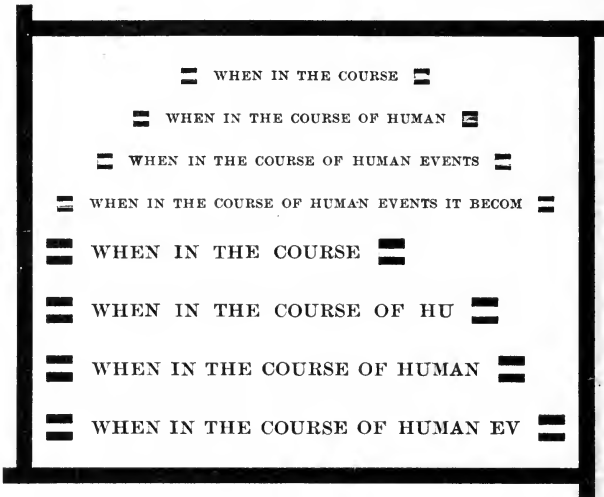 WHEN IN THE COURSE
WHEN IN THE COURSE OF HUMAN
WHEN IN THE COURSE OF HUMAN EVENTS
WHEN IN THE COURSE OF HUMAN EVENTS IT BECOM
WHEN IN THE COURSE
WHEN IN THE COURSE OF HU
WHEN IN THE COURSE OF HUMAN
WHEN IN THE COURSE OF HUMAN EV